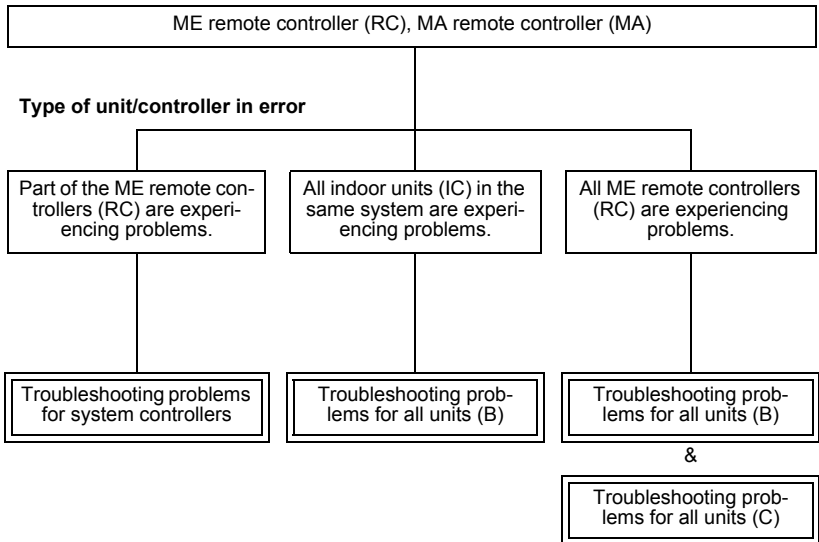 ME remote controller (RC), MA remote controller (MA)
Type of unit/controller in error
Part of the ME remote con-
trollers (RC) are experi-
encing problems.
All indoor units (IC) in the
same system are experi-
encing problems.
All ME remote controllers
(RC) are experiencing
problems.
Troubleshooting problems
for system controllers
Troubleshooting prob-
lems for all units (B)
Troubleshooting prob-
lems for all units (B)
&
Troubleshooting prob-
lems for all units (C)